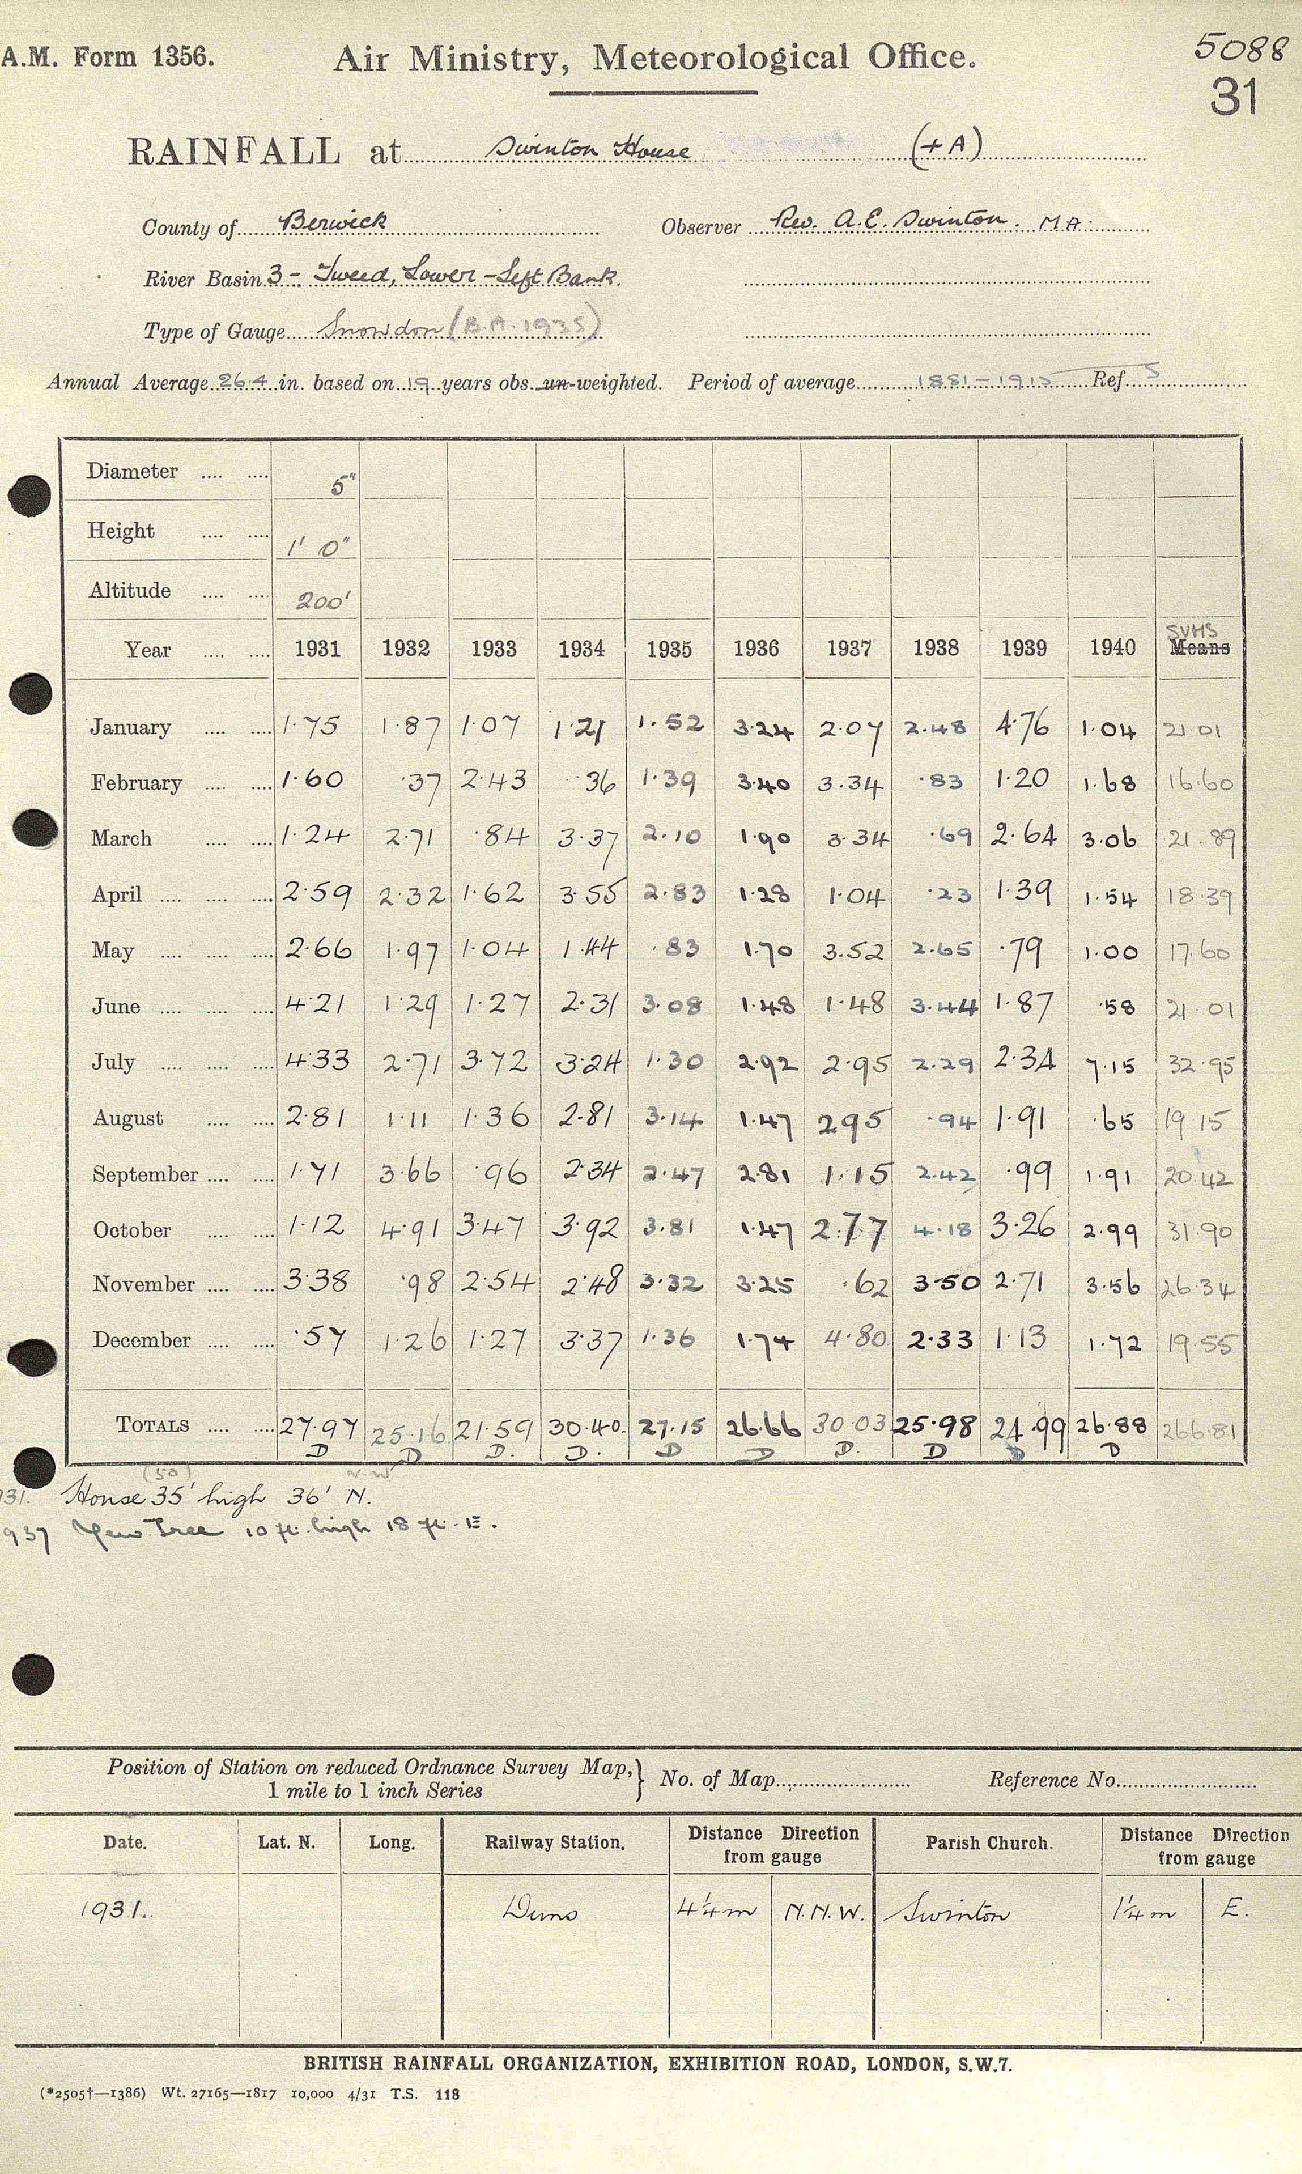 A.M. Form 1356. Air Ministry, Meteorological Office. 5088
31
RAINFALL at Swinton House (+A)
County of Berwick Observer Rev. A.E. Swinton. MA.
River Basin 3 - Tweed, Lower - Left Bank
Type of Gauge Snowdon (B.A. 1935)
Annual Average 26.4 in. based on 19 years obs. un-weighted. Period of average 1881-1915 Ref. 5
Diameter .... .... 5"
Height .... .... 1' 0"
Altitude .... .... 200'
SUMS
Year .... .... 1931 1932 1933 1934 1935 1936 1937 1938 1939 1940 Means
January .... .... 1.75 1.87 1.07 1.21 1.52 3.24 2.07 2.48 4.76 1.04 21.01
February .... .... 1.60 .37 2.43 .36 1.39 3.40 3.34 .83 1.20 1.68 16.60
March .... .... 1.24 2.71 .84 3.37 2.10 1.90 3.34 .69 2.64 3.06 21.89
April .... .... .... 2.59 2.32 1.62 3.55 2.83 1.28 1.04 .23 1.39 1.54 18.39
May .... .... .... 2.66 1.97 1.04 1.44 .83 1.70 3.52 2.65 .79 1.00 17.60
June .... .... .... 4.21 1.29 1.27 2.31 3.08 1.48 1.48 3.44 1.87 .58 21.01
July .... .... .... 4.33 2.71 3.72 3.24 1.30 2.92 2.95 2.29 2.34 7.15 32.95
August .... .... 2.81 1.11 1.36 2.81 3.14 1.47 2.95 .94 1.91 .65 19.15
September .... .... 1.71 3.66 .96 2.34 2.47 2.81 1.15 2.42 .99 1.91 20.42
October .... .... 1.12 4.91 3.47 3.92 3.81 1.47 2.77 4.18 3.26 2.99 31.90
November .... .... 3.38 .98 2.54 2.48 3.32 3.25 .62 3.50 2.71 3.56 26.34
December .... .... .57 1.26 1.27 3.37 1.36 1.74 4.80 2.33 1.13 1.72 19.55
TOTALS .... .... 27.97 25.16 21.59 30.40 27.15 26.66 30.03 25.98 24.99 26.88 266.81
D D D. D. D D D. D D D
(50) N.W
931. House 35' high 36' N.
937 Yew Tree 10 ft. high 18 ft. E.
Position of Station on reduced Ordnance Survey Map, } No. of Map Reference No.
1 mile to 1 inch Series
Date. Lat. N. Long. Railway Station. Distance Direction from gauge Parish Church. Distance Direction from gauge
1931. Duns 4¼m N.N.W. Swinton 1¼m E.
BRITISH RAINFALL ORGANIZATION, EXHIBITION ROAD, LONDON, S.W.7.
(*2505†—1386) Wt. 27165—1817 10,000 4/31 T.S. 118